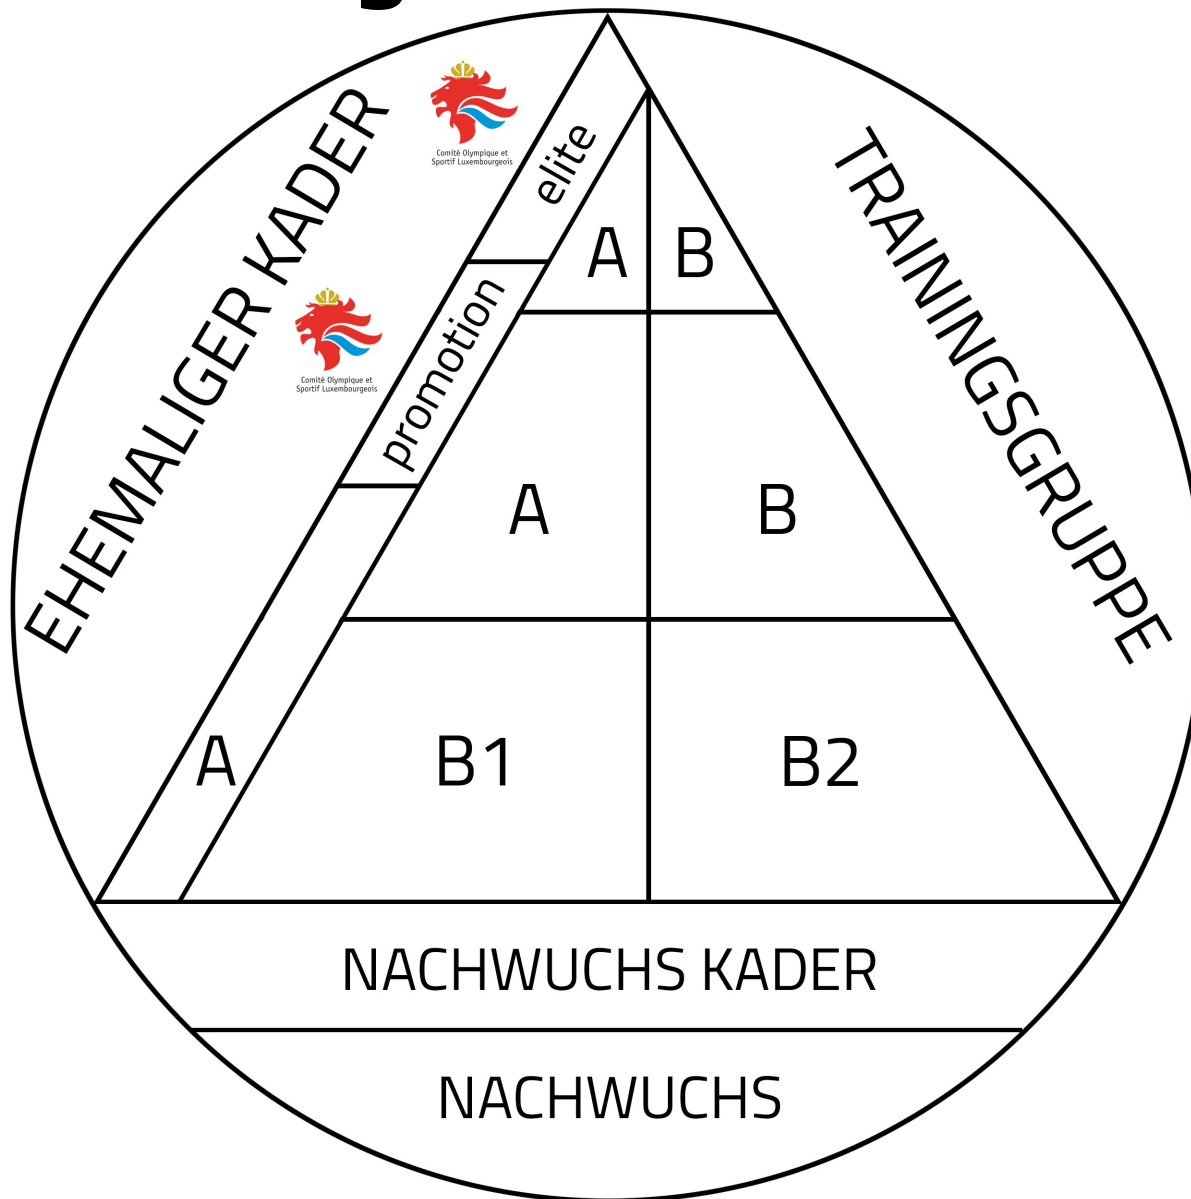 Comité Olympique et
Sportif Luxembourgeois
EHEMALIGER KADER
elite
TRAININGSGRUPPE
A
B
promotion
Comité Olympique et
Sportif Luxembourgeois
A
B
A
B1
B2
NACHWUCHS KADER
NACHWUCHS